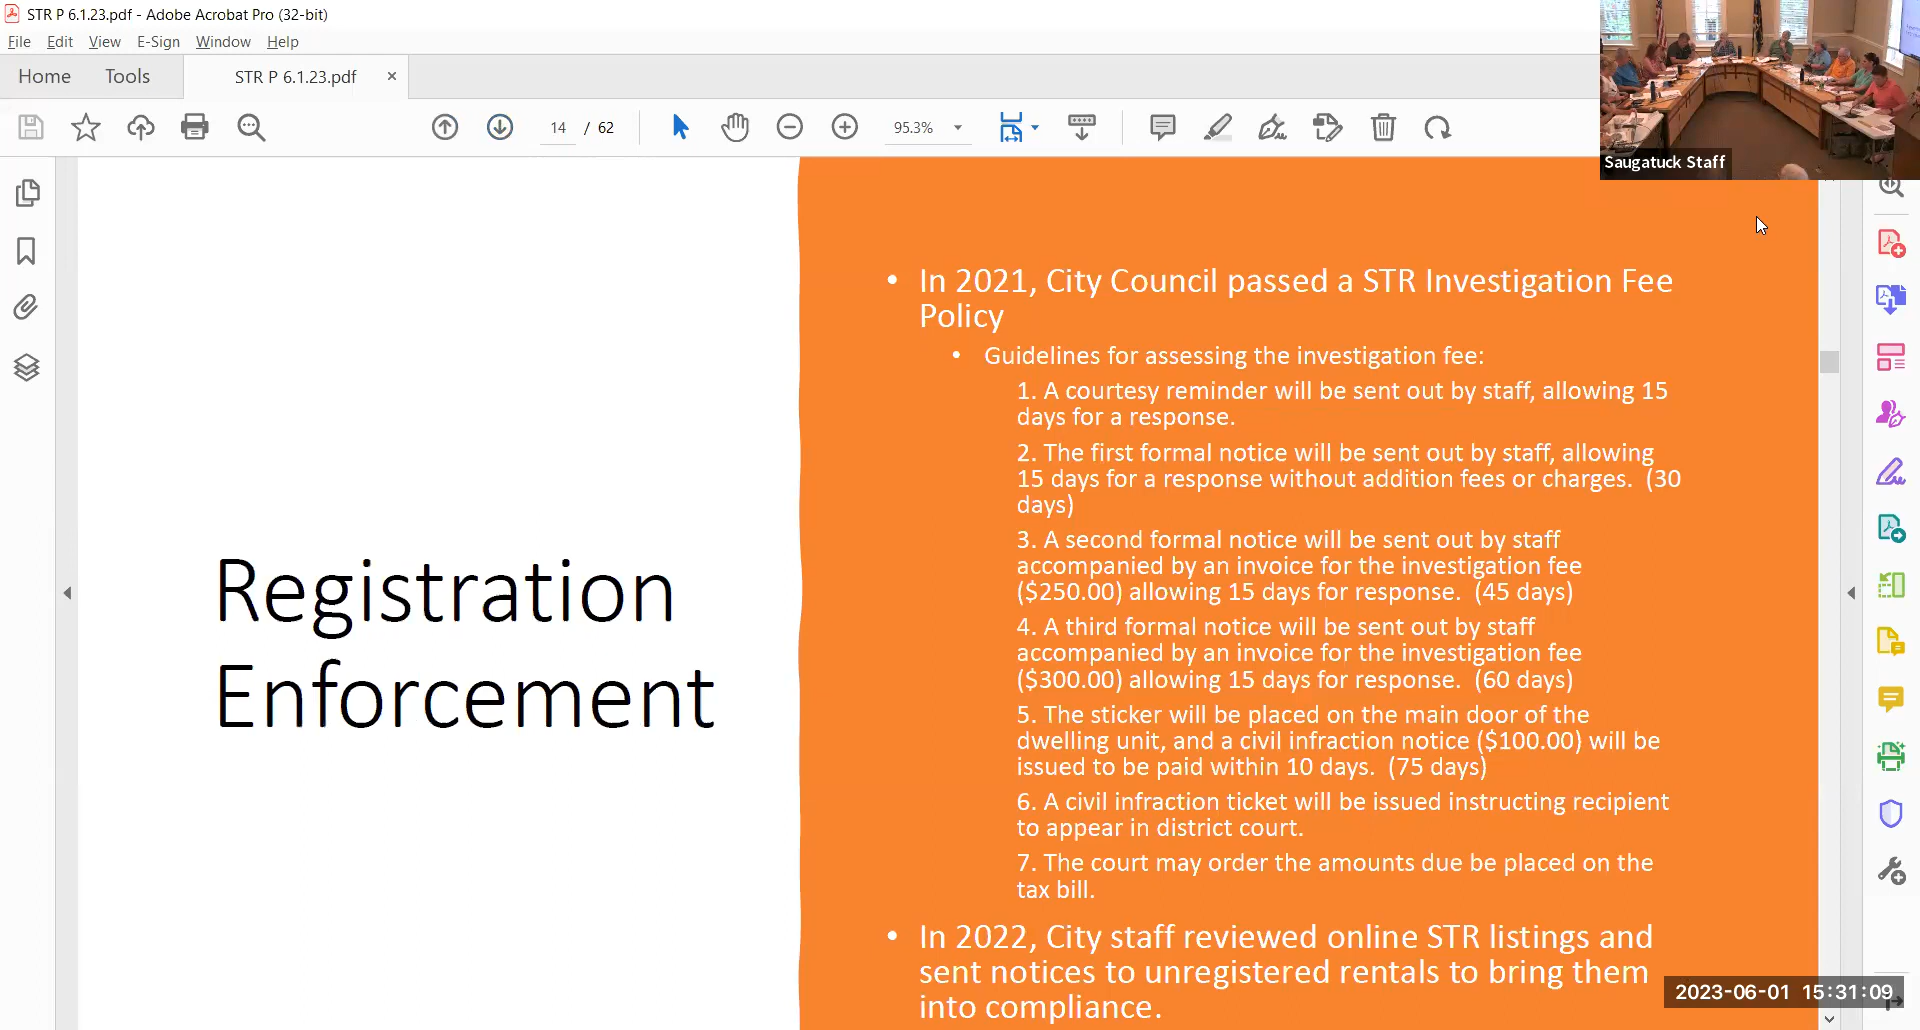 STR P 6.1.23.pdf - Adobe Acrobat Pro (32-bit)
File Edit View E-Sign Window Help
Home Tools STR P 6.1.23.pdf ×
14 / 62 95.3%
Saugatuck Staff
Registration
Enforcement
• In 2021, City Council passed a STR Investigation Fee
Policy
• Guidelines for assessing the investigation fee:
1. A courtesy reminder will be sent out by staff, allowing 15
days for a response.
2. The first formal notice will be sent out by staff, allowing
15 days for a response without addition fees or charges. (30
days)
3. A second formal notice will be sent out by staff
accompanied by an invoice for the investigation fee
($250.00) allowing 15 days for response. (45 days)
4. A third formal notice will be sent out by staff
accompanied by an invoice for the investigation fee
($300.00) allowing 15 days for response. (60 days)
5. The sticker will be placed on the main door of the
dwelling unit, and a civil infraction notice ($100.00) will be
issued to be paid within 10 days. (75 days)
6. A civil infraction ticket will be issued instructing recipient
to appear in district court.
7. The court may order the amounts due be placed on the
tax bill.
• In 2022, City staff reviewed online STR listings and
sent notices to unregistered rentals to bring them
into compliance.
2023-06-01 15:31:09